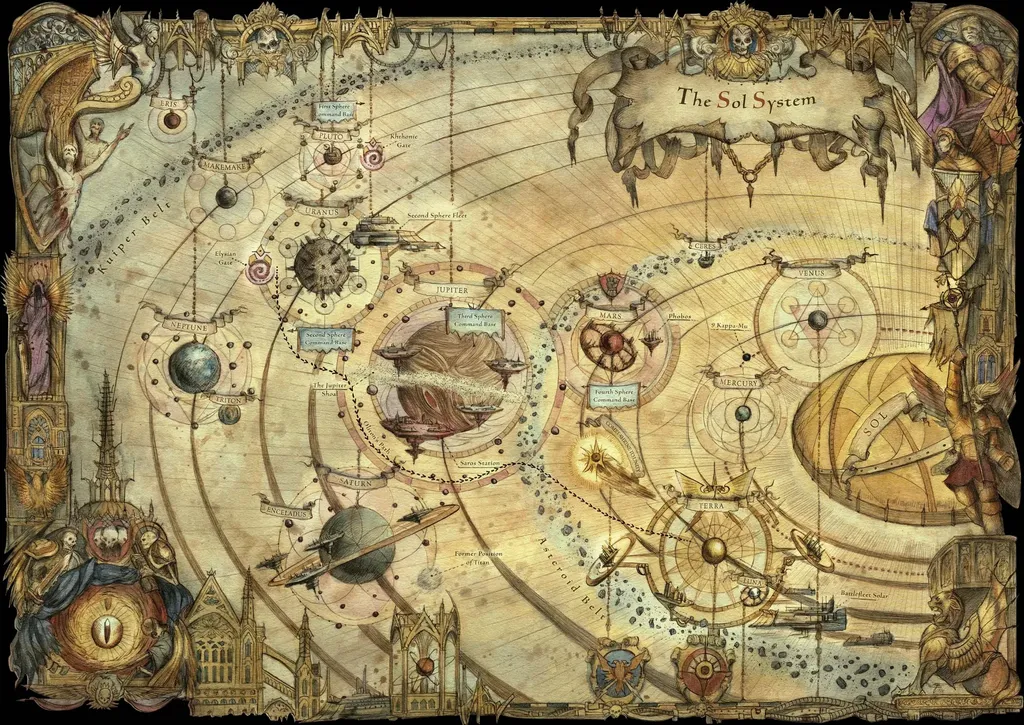 The Sol System
ERIS
First Sphere
Command Base
PLUTO
Khthonic
Gate
MAKEMAKE
Kuiper Belt
URANUS
Second Sphere Fleet
Elysian
Gate
CERES
VENUS
JUPITER
Third Sphere
Command Base
MARS
Phobos
9 Kappa-Mu
NEPTUNE
Second Sphere
Command Base
The Jupiter
Shoal
TRITON
MERCURY
Fourth Sphere
Command Base
SOL
Saros Station
SATURN
ENCELADUS
TERRA
Former Position
of Titan
Asteroid Belt
LUNA
Battlefleet Solar